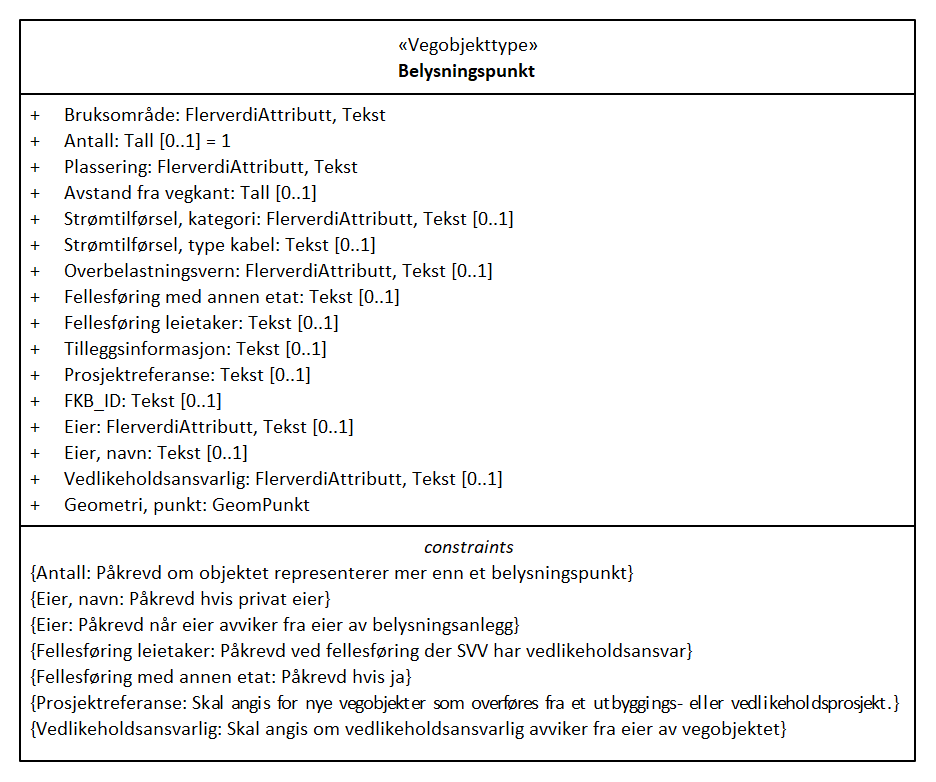 «Vegobjekttype»
Belysningspunkt
+ Bruksområde: FlerverdiAttributt, Tekst
+ Antall: Tall [0..1] = 1
+ Plassering: FlerverdiAttributt, Tekst
+ Avstand fra vegkant: Tall [0..1]
+ Strømtilførsel, kategori: FlerverdiAttributt, Tekst [0..1]
+ Strømtilførsel, type kabel: Tekst [0..1]
+ Overbelastningsvern: FlerverdiAttributt, Tekst [0..1]
+ Fellesføring med annen etat: Tekst [0..1]
+ Fellesføring leietaker: Tekst [0..1]
+ Tilleggsinformasjon: Tekst [0..1]
+ Prosjektreferanse: Tekst [0..1]
+ FKB_ID: Tekst [0..1]
+ Eier: FlerverdiAttributt, Tekst [0..1]
+ Eier, navn: Tekst [0..1]
+ Vedlikeholdsansvarlig: FlerverdiAttributt, Tekst [0..1]
+ Geometri, punkt: GeomPunkt
constraints
{Antall: Påkrevd om objektet representerer mer enn et belysningspunkt}
{Eier, navn: Påkrevd hvis privat eier}
{Eier: Påkrevd når eier avviker fra eier av belysningsanlegg}
{Fellesføring leietaker: Påkrevd ved fellesføring der SVV har vedlikeholdsansvar}
{Fellesføring med annen etat: Påkrevd hvis ja}
{Prosjektreferanse: Skal angis for nye vegobjekter som overføres fra et utbyggings- eller vedlikeholdsprosjekt.}
{Vedlikeholdsansvarlig: Skal angis om vedlikeholdsansvarlig avviker fra eier av vegobjektet}